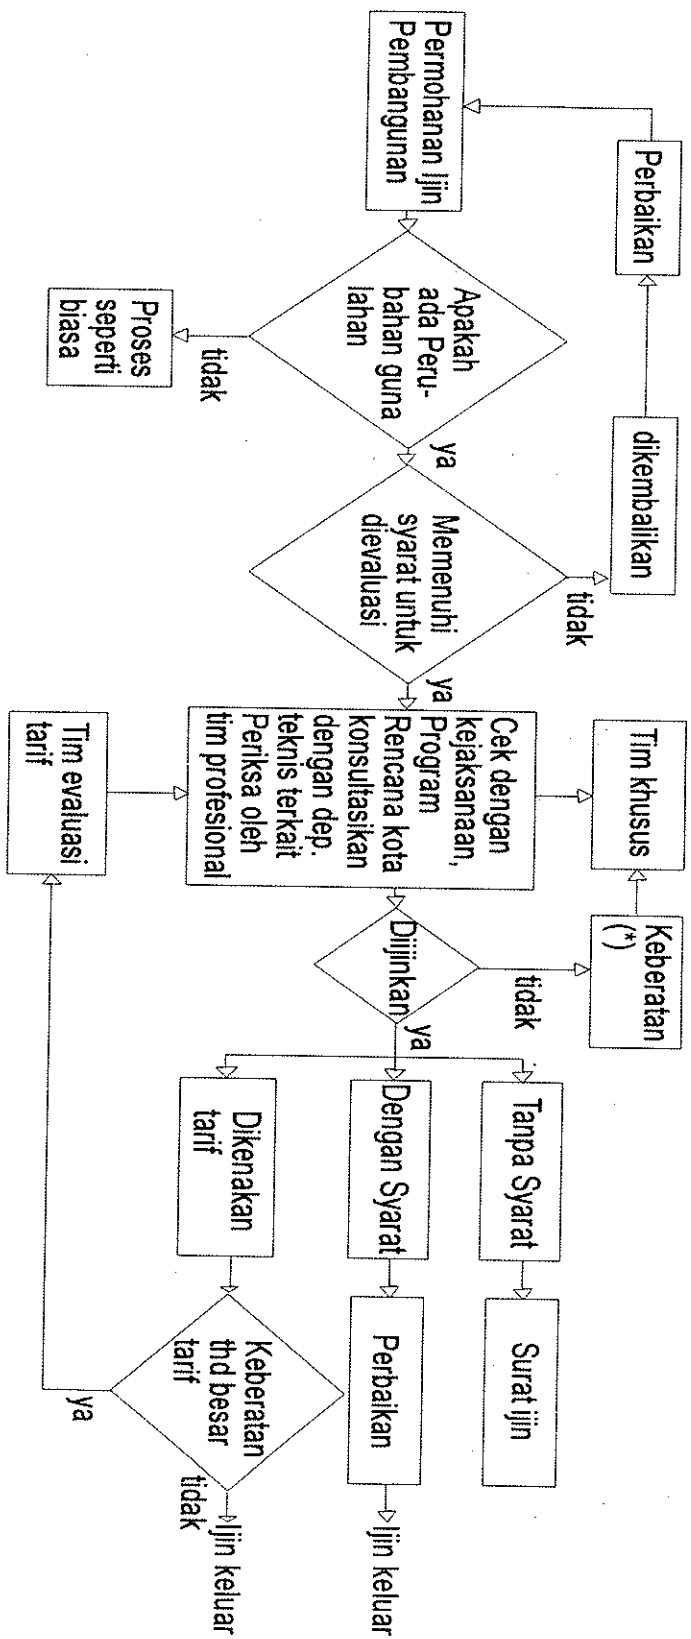 Perbaikan
dikembalikan
tidak
Permohanan Ijin
Pembangunan
Apakah
ada Peru-
bahan guna
lahan
ya
Memenuhi
syarat untuk
dievaluasi
ya
tidak
Proses
seperti
biasa
Tim khusus
Keberatan
(*)
Cek dengan
kejaksanaan,
Program
Rencana kota
konsultasikan
dengan dep.
teknis terkait
Periksa oleh
tim profesional
Diijinkan
tidak
ya
Tanpa Syarat
Surat ijin
Dengan Syarat
Perbaikan
Ijin keluar
Dikenakan
tarif
Keberatan
thd besar
tarif
tidak
Ijin keluar
ya
Tim evaluasi
tarif